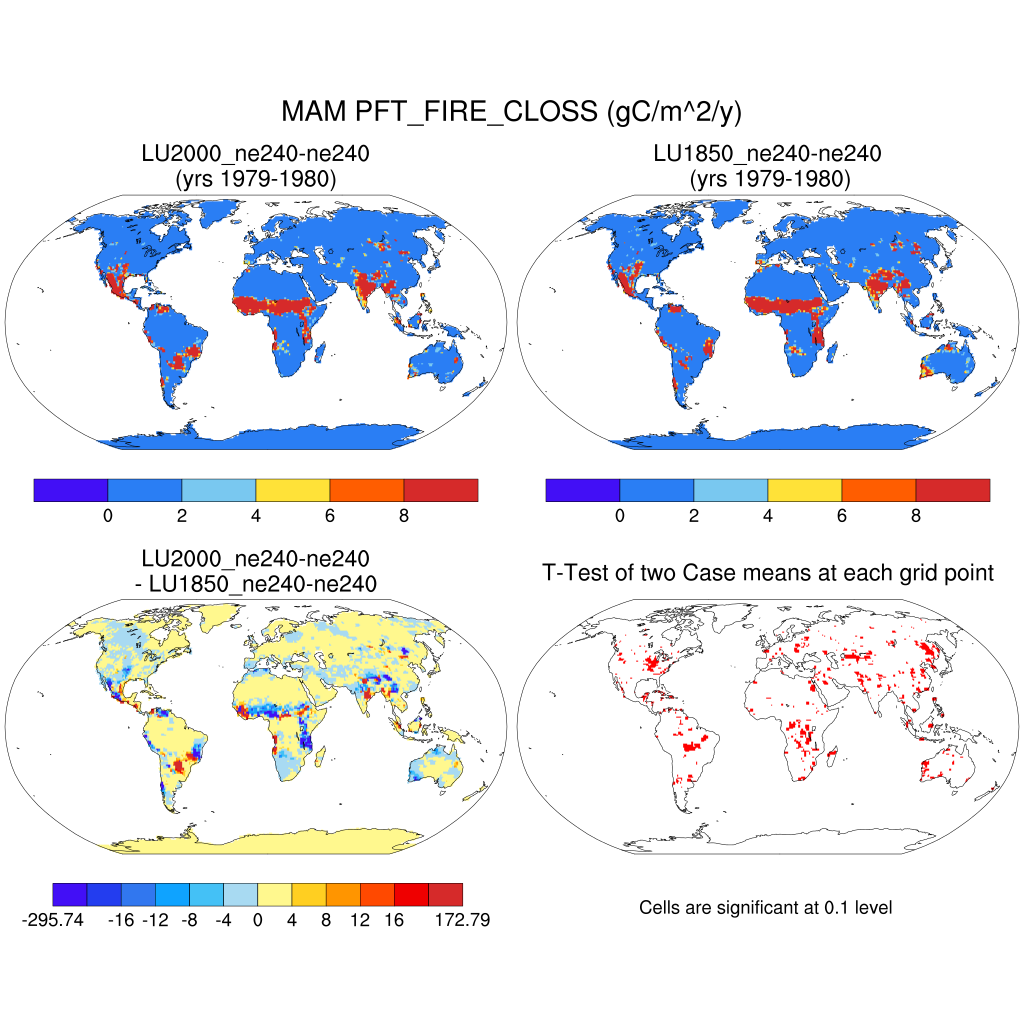 MAM PFT_FIRE_CLOSS (gC/m^2/y)
LU2000_ne240-ne240
(yrs 1979-1980)
LU1850_ne240-ne240
(yrs 1979-1980)
0 2 4 6 8
0 2 4 6 8
LU2000_ne240-ne240
- LU1850_ne240-ne240
T-Test of two Case means at each grid point
-295.74 -16 -12 -8 -4 0 4 8 12 16 172.79
Cells are significant at 0.1 level